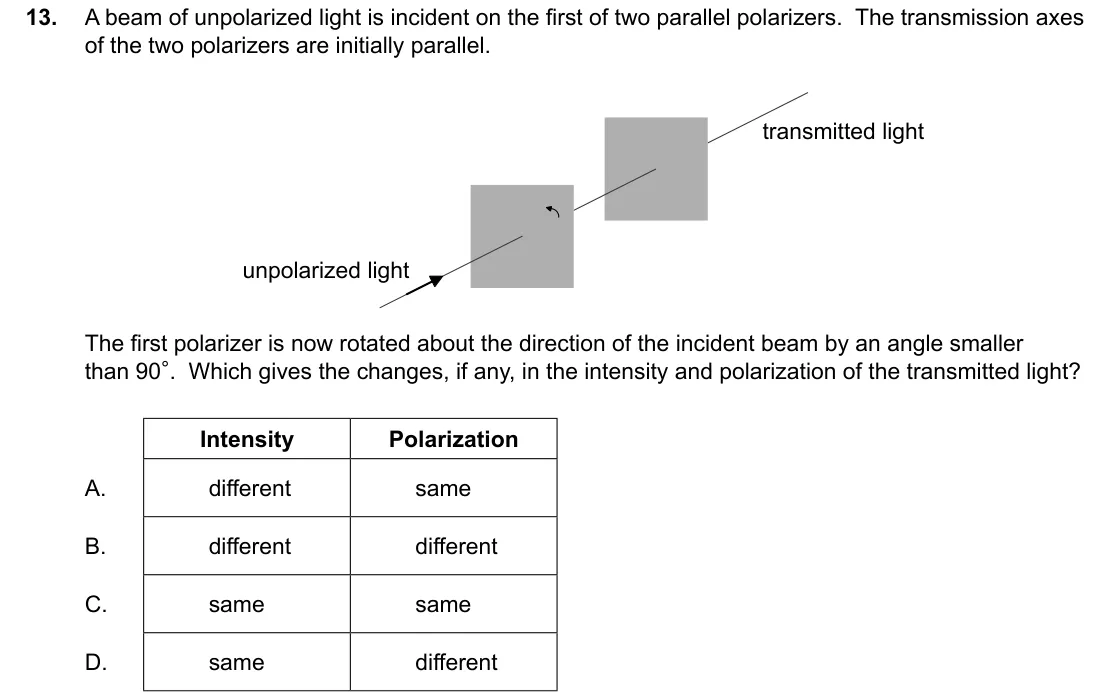 13. A beam of unpolarized light is incident on the first of two parallel polarizers. The transmission axes
of the two polarizers are initially parallel.
transmitted light
unpolarized light
The first polarizer is now rotated about the direction of the incident beam by an angle smaller
than 90°. Which gives the changes, if any, in the intensity and polarization of the transmitted light?
Intensity Polarization
A. different same
B. different different
C. same same
D. same different